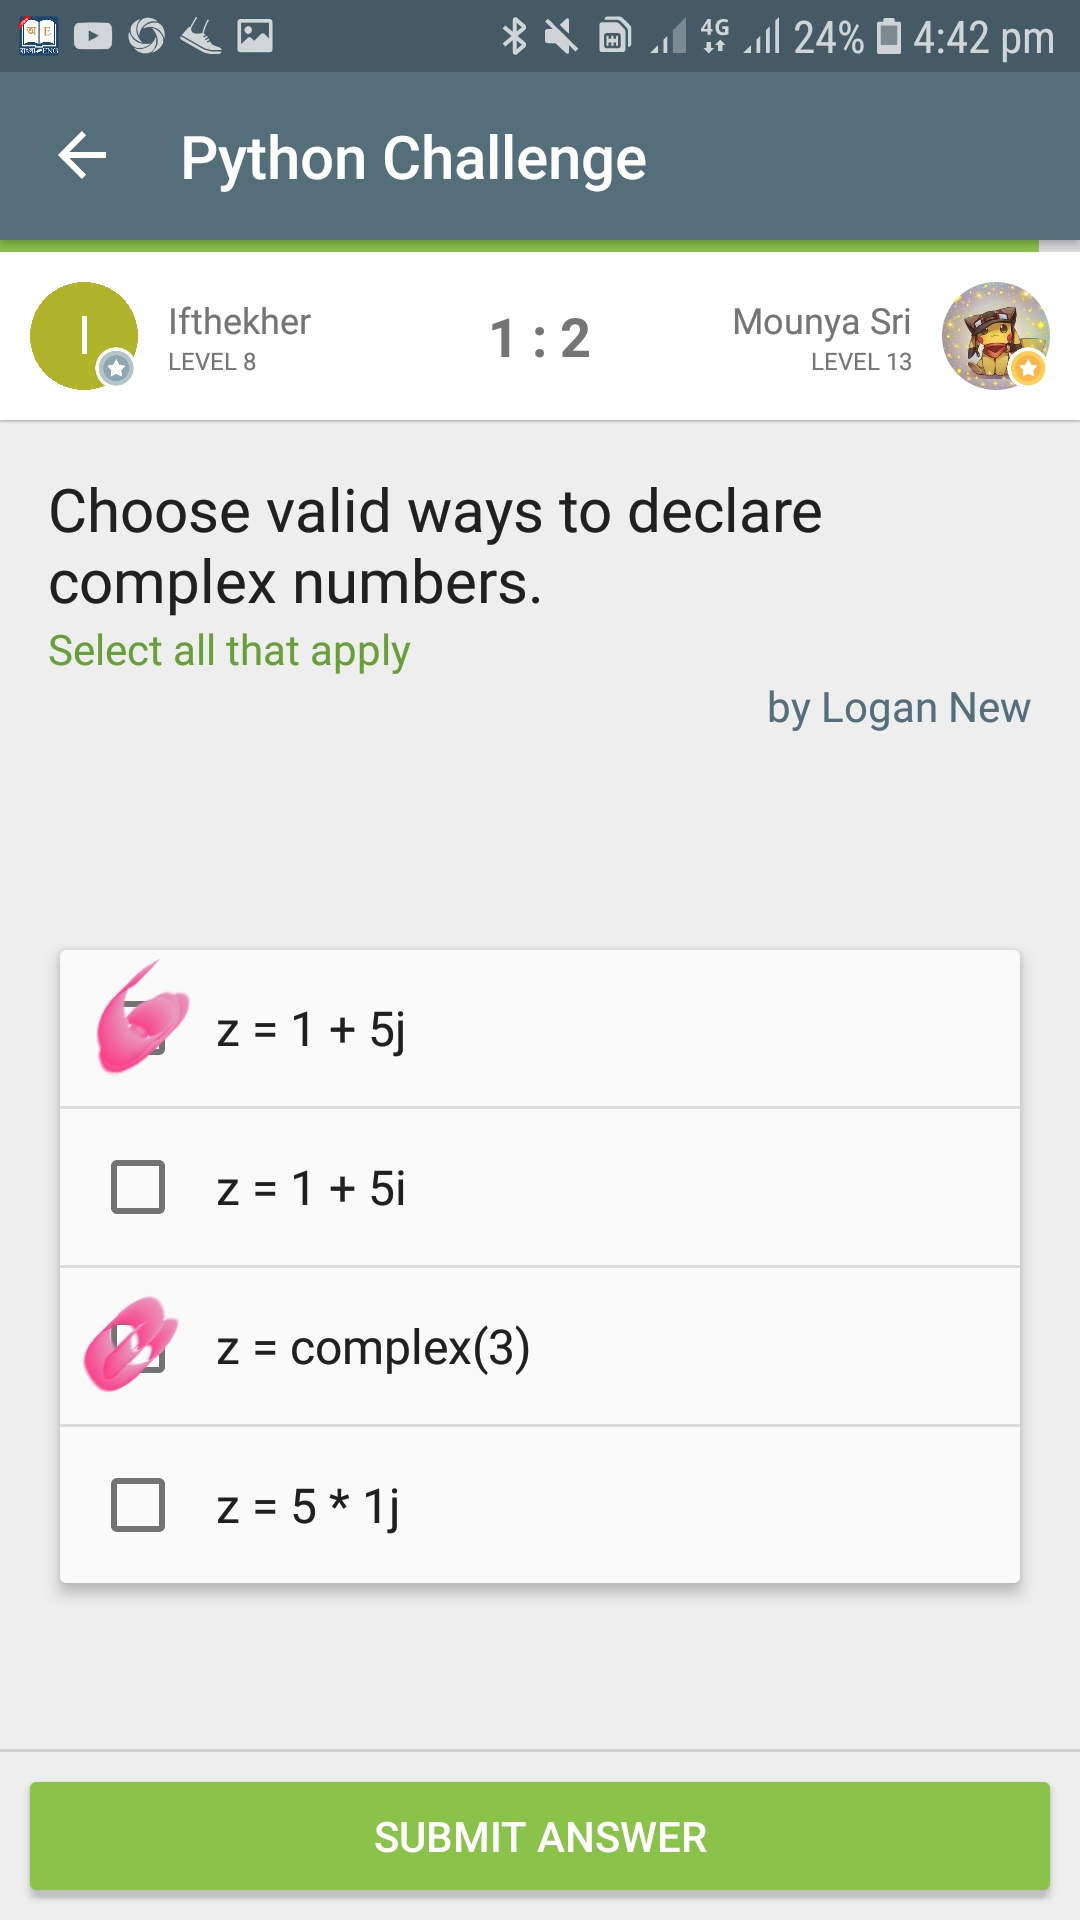 4G 24% 4:42 pm
Python Challenge
I
Ifthekher
LEVEL 8
1 : 2
Mounya Sri
LEVEL 13
Choose valid ways to declare
complex numbers.
Select all that apply
by Logan New
z = 1 + 5j
z = 1 + 5i
z = complex(3)
z = 5 * 1j
SUBMIT ANSWER